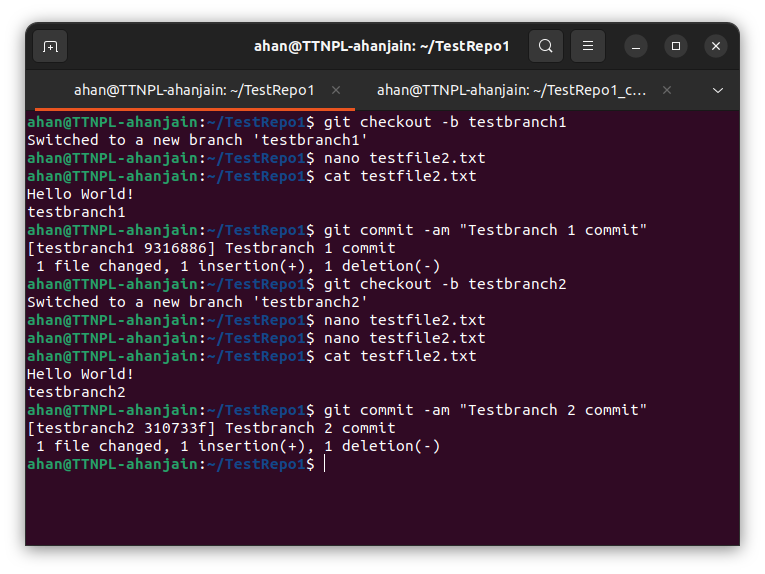 ahan@TTNPL-ahanjain: ~/TestRepo1
ahan@TTNPL-ahanjain: ~/TestRepo1
ahan@TTNPL-ahanjain: ~/TestRepo1_c...
ahan@TTNPL-ahanjain:~/TestRepo1$ git checkout -b testbranch1
Switched to a new branch 'testbranch1'
ahan@TTNPL-ahanjain:~/TestRepo1$ nano testfile2.txt
ahan@TTNPL-ahanjain:~/TestRepo1$ cat testfile2.txt
Hello World!
testbranch1
ahan@TTNPL-ahanjain:~/TestRepo1$ git commit -am "Testbranch 1 commit"
[testbranch1 9316886] Testbranch 1 commit
 1 file changed, 1 insertion(+), 1 deletion(-)
ahan@TTNPL-ahanjain:~/TestRepo1$ git checkout -b testbranch2
Switched to a new branch 'testbranch2'
ahan@TTNPL-ahanjain:~/TestRepo1$ nano testfile2.txt
ahan@TTNPL-ahanjain:~/TestRepo1$ nano testfile2.txt
ahan@TTNPL-ahanjain:~/TestRepo1$ cat testfile2.txt
Hello World!
testbranch2
ahan@TTNPL-ahanjain:~/TestRepo1$ git commit -am "Testbranch 2 commit"
[testbranch2 310733f] Testbranch 2 commit
 1 file changed, 1 insertion(+), 1 deletion(-)
ahan@TTNPL-ahanjain:~/TestRepo1$